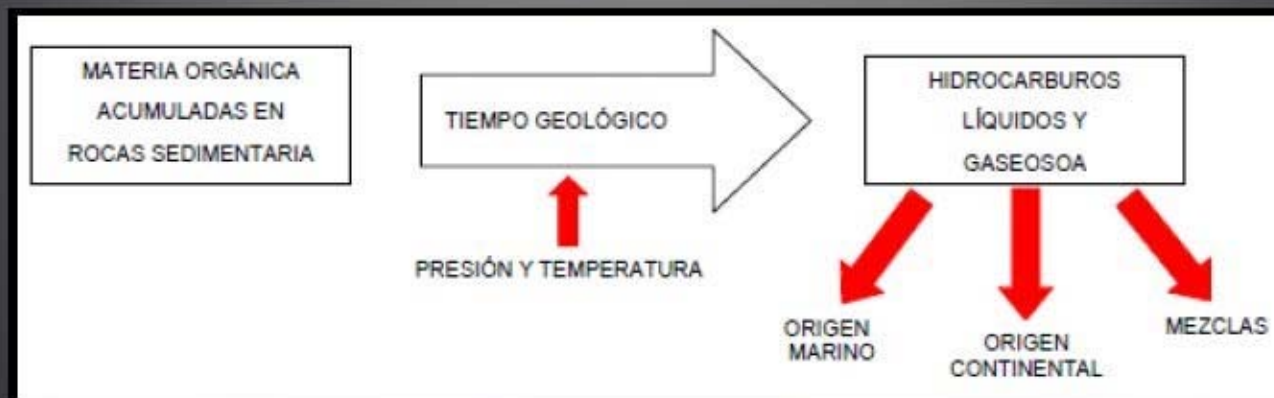 MATERIA ORGÁNICA
ACUMULADAS EN
ROCAS SEDIMENTARIA
TIEMPO GEOLÓGICO
PRESIÓN Y TEMPERATURA
HIDROCARBUROS
LÍQUIDOS Y
GASEOSOA
ORIGEN
MARINO
ORIGEN
CONTINENTAL
MEZCLAS